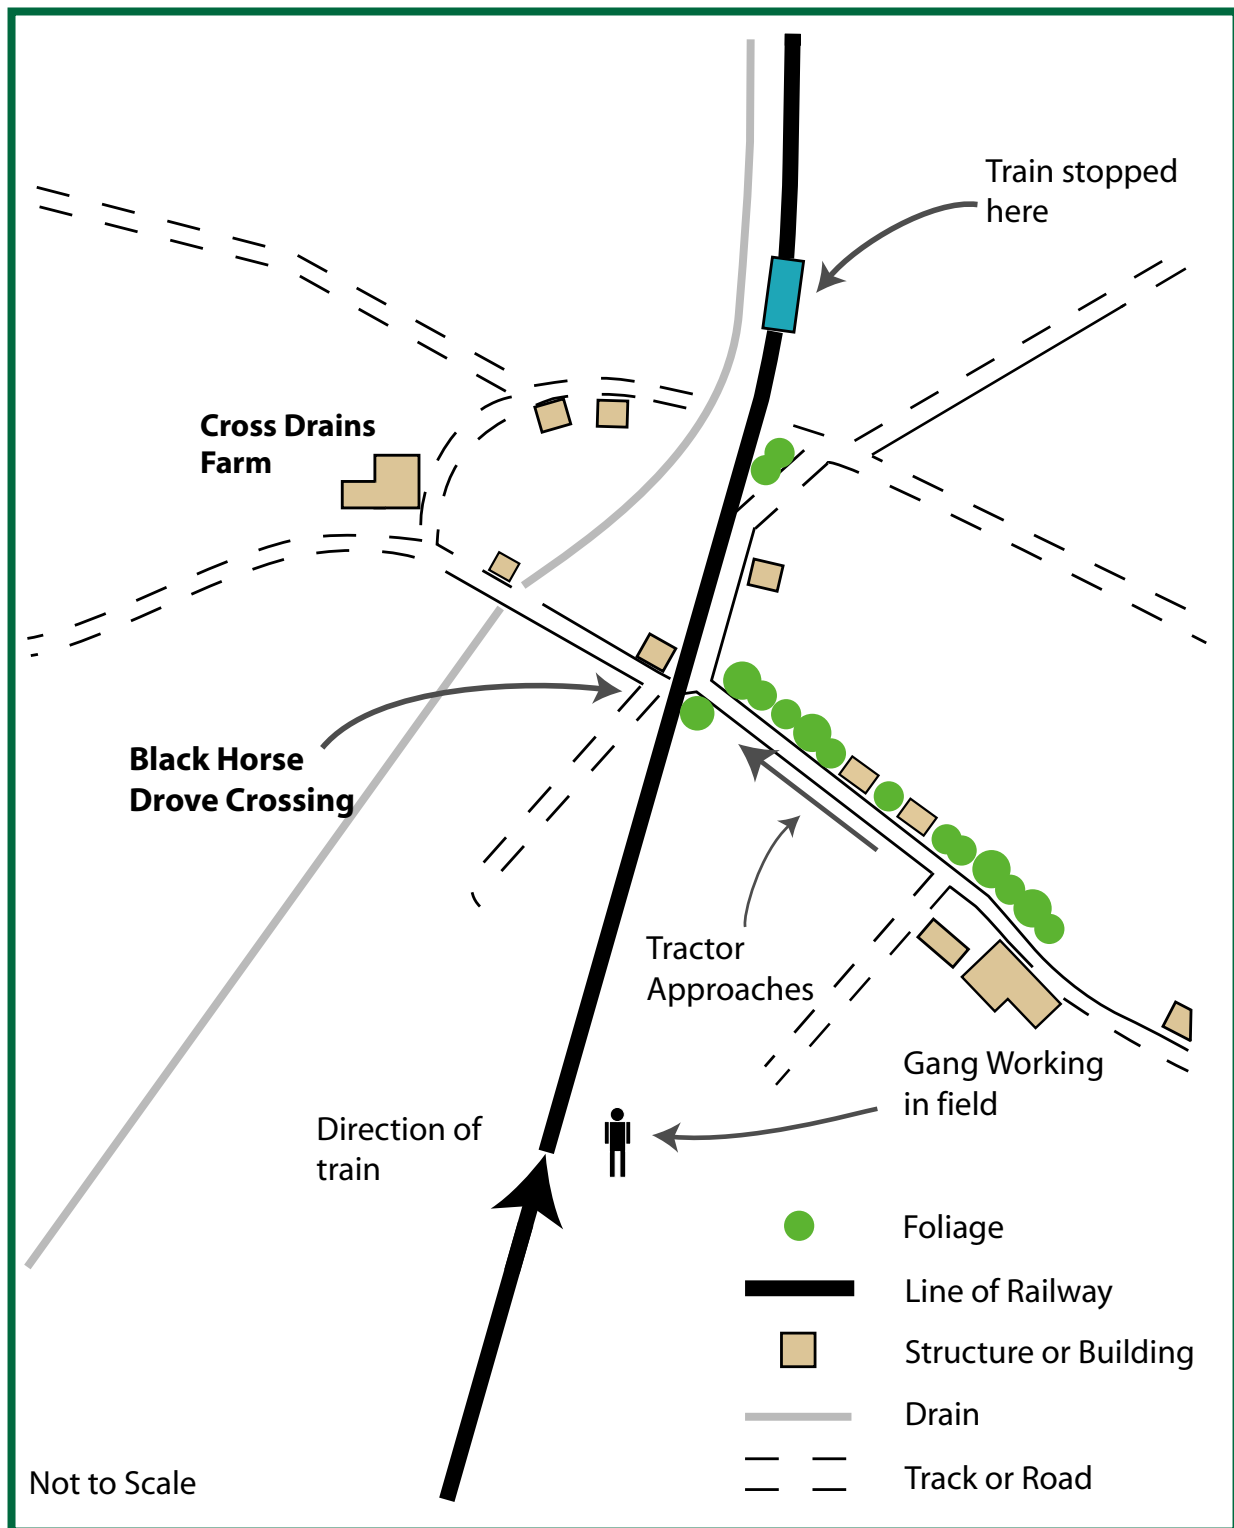 Train stopped
here
Cross Drains
Farm
Black Horse
Drove Crossing
Tractor
Approaches
Gang Working
in field
Direction of
train
Foliage
Line of Railway
Structure or Building
Drain
Track or Road
Not to Scale